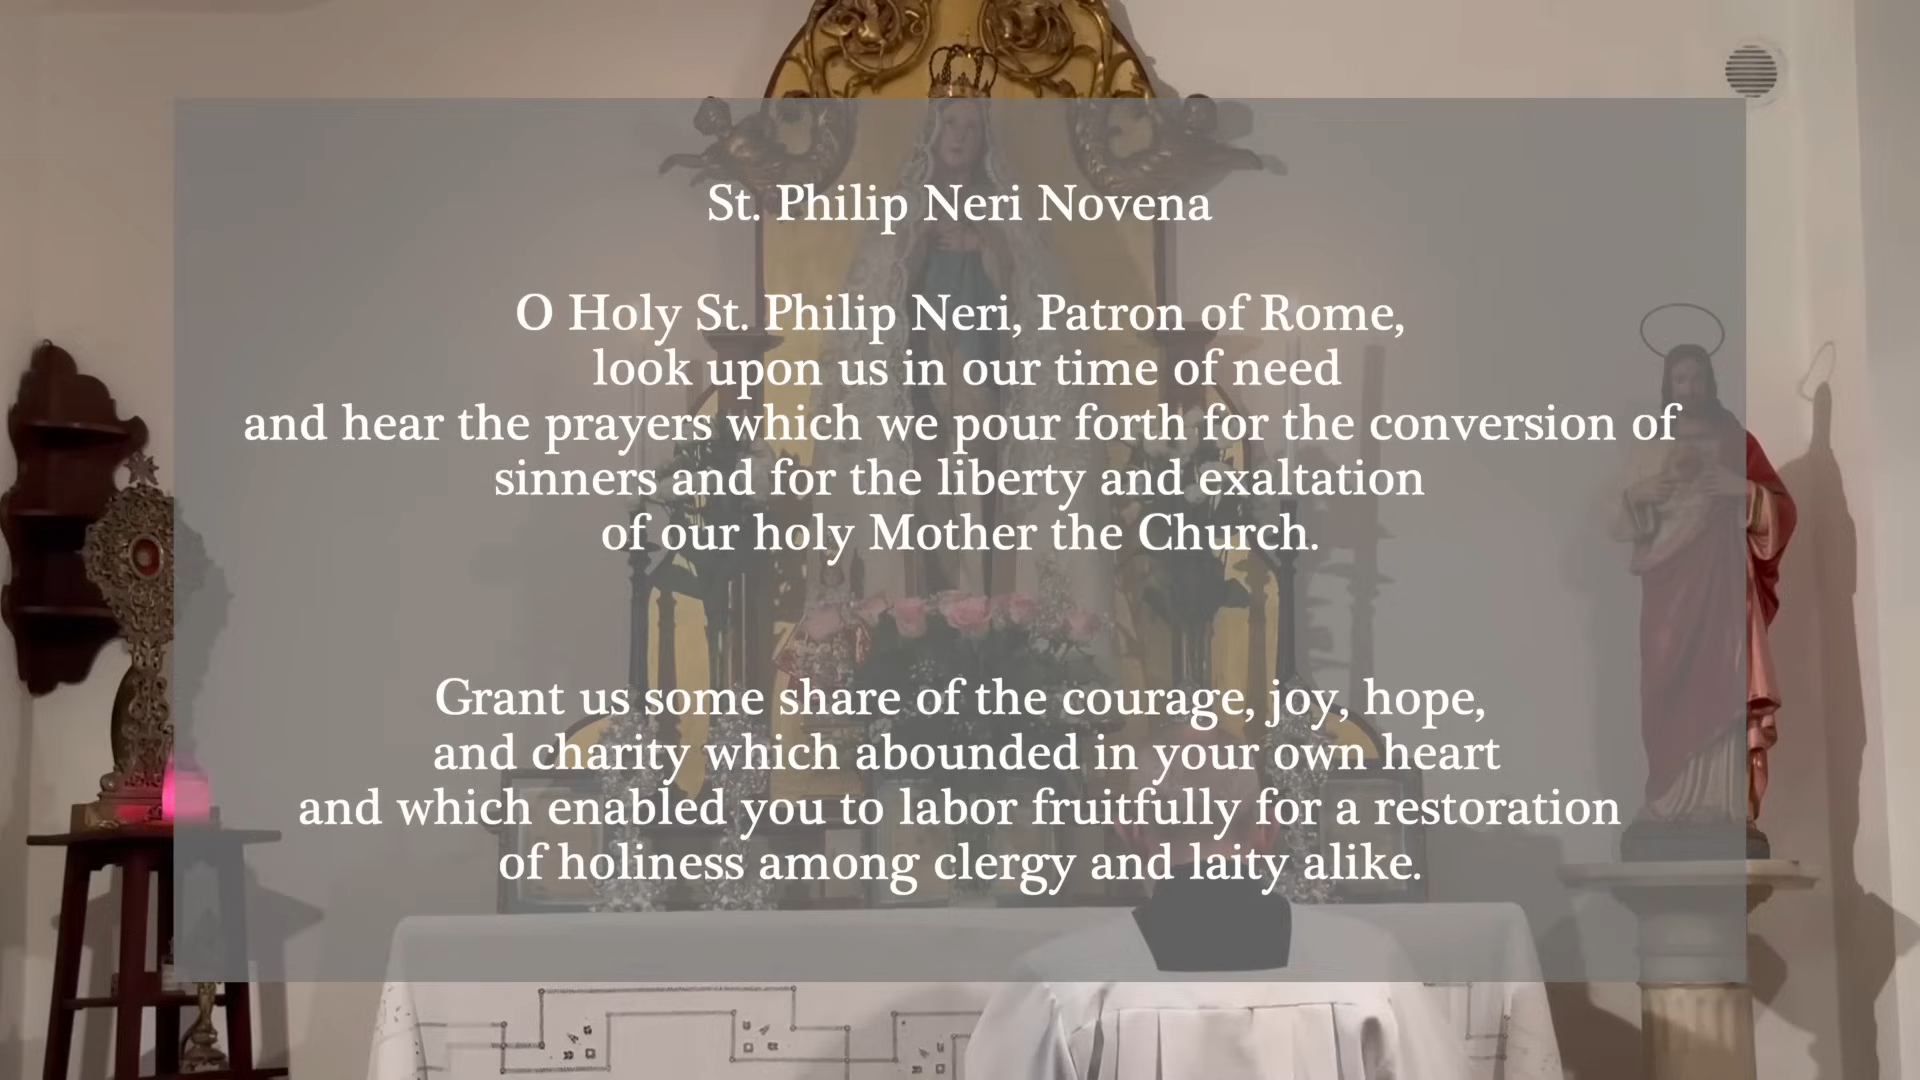 St. Philip Neri Novena
O Holy St. Philip Neri, Patron of Rome,
look upon us in our time of need
and hear the prayers which we pour forth for the conversion of
sinners and for the liberty and exaltation
of our holy Mother the Church.
Grant us some share of the courage, joy, hope,
and charity which abounded in your own heart
and which enabled you to labor fruitfully for a restoration
of holiness among clergy and laity alike.